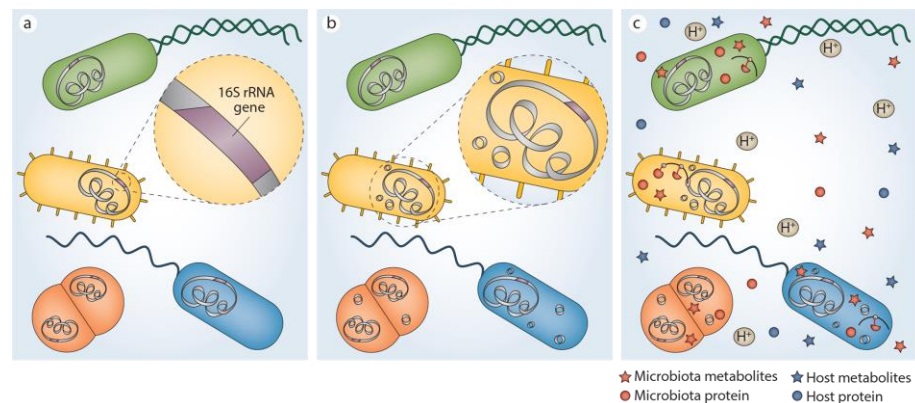 a
16S rRNA
gene
b
c
H+
H+
H+
H+
H+
H+
Microbiota metabolites
Host metabolites
Microbiota protein
Host protein